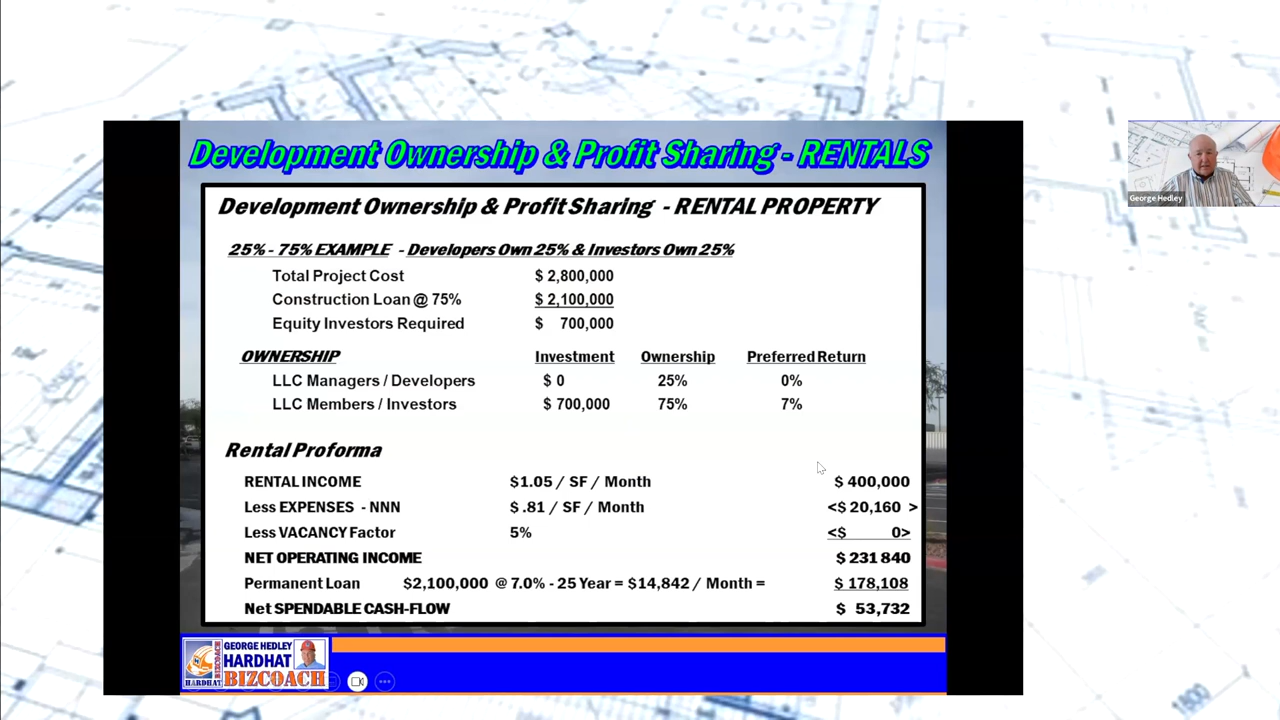 Development Ownership & Profit Sharing - RENTALS
Development Ownership & Profit Sharing - RENTAL PROPERTY
25% - 75% EXAMPLE - Developers Own 25% & Investors Own 25%
Total Project Cost $ 2,800,000
Construction Loan @ 75% $ 2,100,000
Equity Investors Required $ 700,000
OWNERSHIP Investment Ownership Preferred Return
LLC Managers / Developers $ 0 25% 0%
LLC Members / Investors $ 700,000 75% 7%
Rental Proforma
RENTAL INCOME $1.05 / SF / Month $ 400,000
Less EXPENSES - NNN $ .81 / SF / Month <$ 20,160 >
Less VACANCY Factor 5% <$ 0>
NET OPERATING INCOME $ 231 840
Permanent Loan $2,100,000 @ 7.0% - 25 Year = $14,842 / Month = $ 178,108
Net SPENDABLE CASH-FLOW $ 53,732
George Hedley
GEORGE HEDLEY
HARDHAT
BIZCOACH
HARDHAT
BIZCOACH
1800